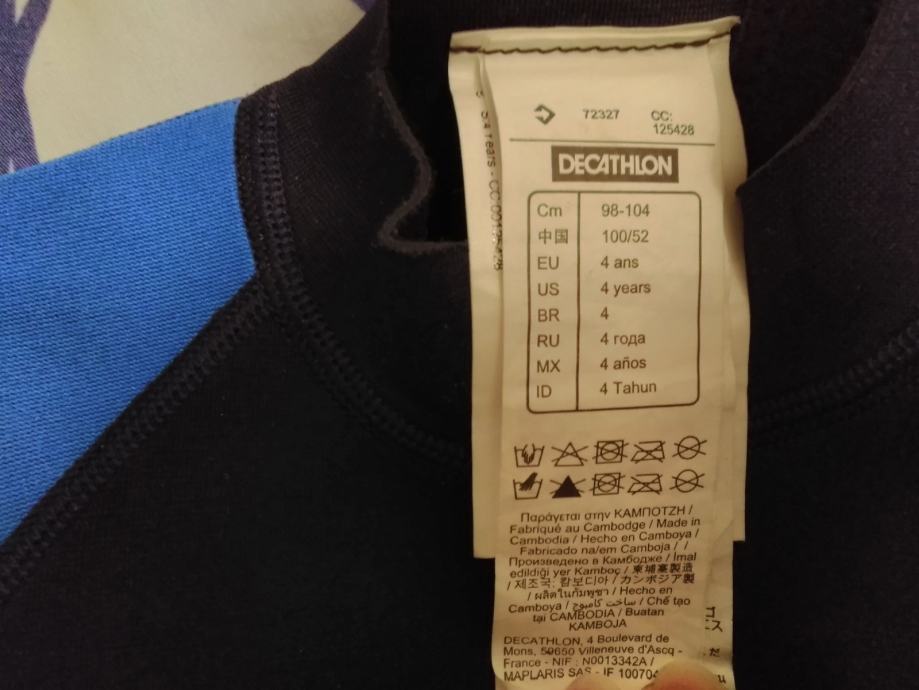 72327 CC:
125428
DECATHLON
Cm 98-104
中国 100/52
EU 4 ans
US 4 years
BR 4
RU 4 года
MX 4 años
ID 4 Tahun
Παράγεται στην ΚΑΜΠΟΤΖΗ /
Fabriqué au Cambodge / Made in
Cambodia / Hecho en Camboya /
Fabricado na/em Camboja / /
Произведено в Камбодже / İmal
edildiği yer Kamboç / 柬埔寨製造
/ 제조국: 캄보디아 / カンボジア製
/ ผลิตในกัมพูชา / Hecho en
Camboya / ساخت كامبوج / Chế tạo
tại CAMBODIA / Buatan
KAMBOJA
DECATHLON, 4 Boulevard de
Mons, 59650 Villeneuve d'Ascq -
France - NIF : N0013342A /
MAPLARIS SAS - IF 10070